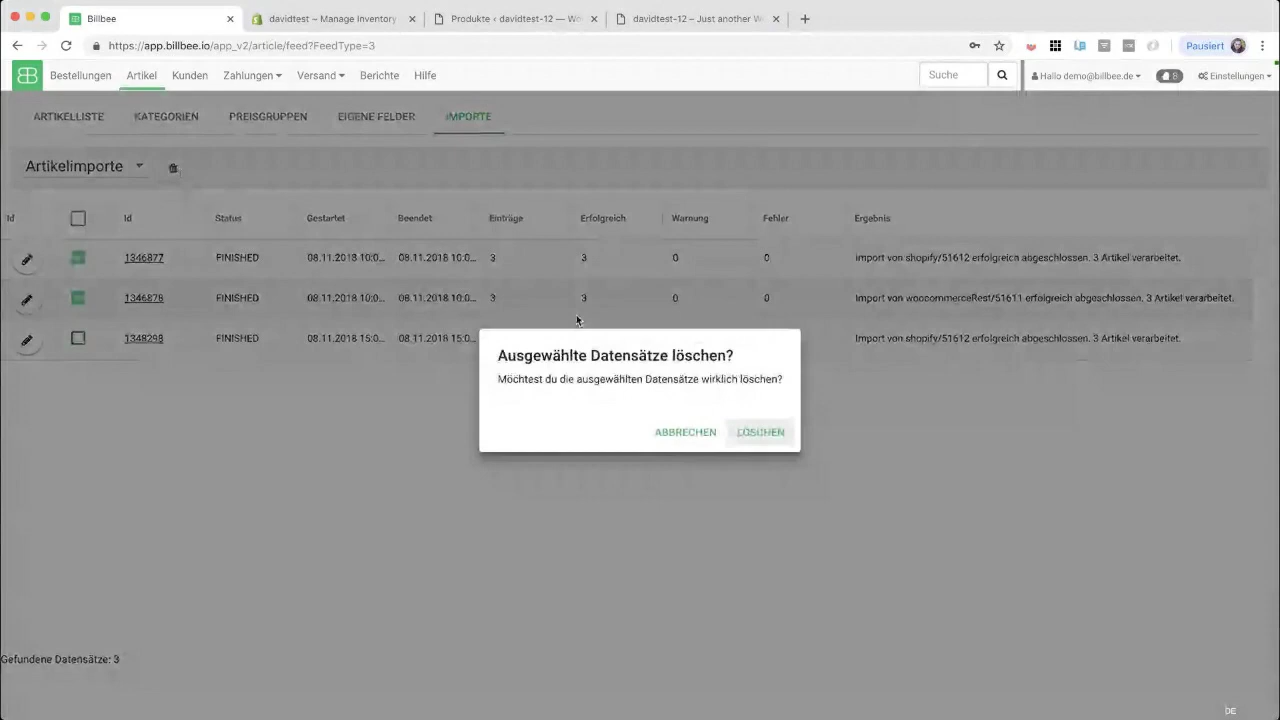 Billbee
davidtest ~ Manage Inventory
Produkte ‹ davidtest-12 — Wo
davidtest-12 – Just another W
https://app.billbee.io/app_v2/article/feed?FeedType=3
Pausiert
Bestellungen Artikel Kunden Zahlungen Versand Berichte Hilfe
Suche
Hallo demo@billbee.de
8
Einstellungen
ARTIKELLISTE KATEGORIEN PREISGRUPPEN EIGENE FELDER IMPORTE
Artikelimporte
Id Id Status Gestartet Beendet Einträge Erfolgreich Warnung Fehler Ergebnis
1346877 FINISHED 08.11.2018 10:0... 08.11.2018 10:0... 3 3 0 0 Import von shopify/51612 erfolgreich abgeschlossen. 3 Artikel verarbeitet.
1346878 FINISHED 08.11.2018 10:0... 08.11.2018 10:0... 3 3 0 0 Import von woocommerceRest/51611 erfolgreich abgeschlossen. 3 Artikel verarbeitet.
1348298 FINISHED 08.11.2018 15:0... 08.11.2018 15:0... 3 3 0 0 Import von shopify/51612 erfolgreich abgeschlossen. 3 Artikel verarbeitet.
Ausgewählte Datensätze löschen?
Möchtest du die ausgewählten Datensätze wirklich löschen?
ABBRECHEN LÖSCHEN
Gefundene Datensätze: 3
DE